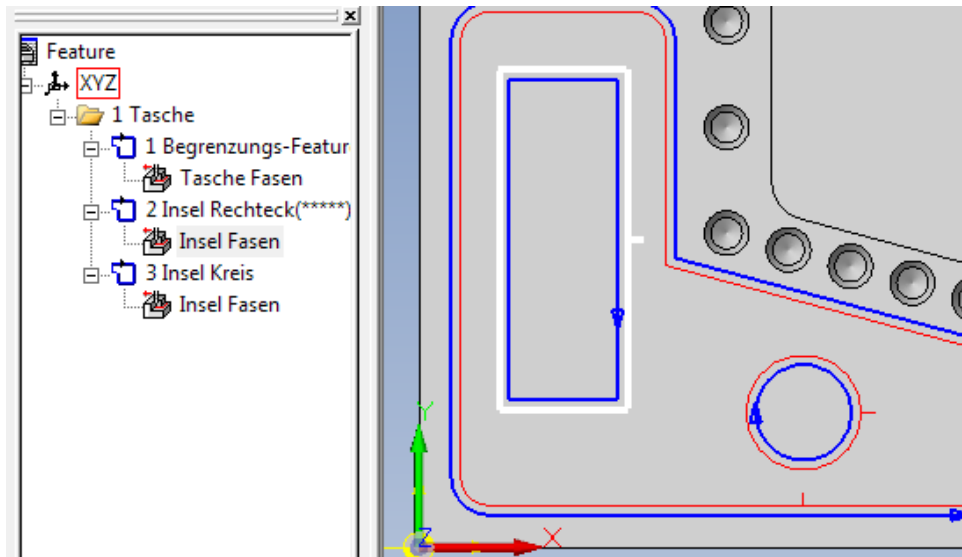 Feature
XYZ
1 Tasche
1 Begrenzungs-Featur
Tasche Fasen
2 Insel Rechteck(*****)
Insel Fasen
3 Insel Kreis
Insel Fasen
Y
Z
X